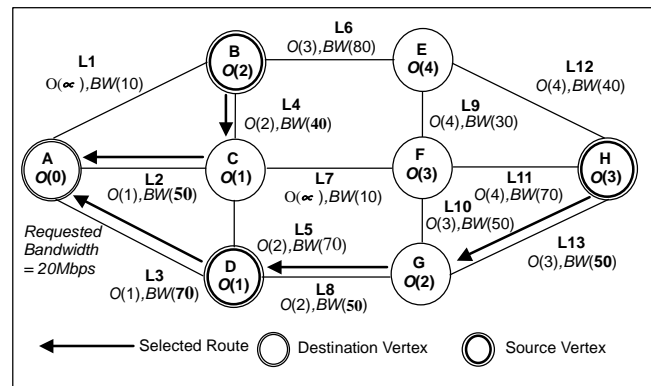 L1
O(∝),BW(10)
B
O(2)
L6
O(3),BW(80)
E
O(4)
L12
O(4),BW(40)
L4
O(2),BW(40)
L9
O(4),BW(30)
A
O(0)
C
O(1)
F
O(3)
H
O(3)
L2
O(1),BW(50)
L7
O(∝),BW(10)
L11
O(4),BW(70)
L10
O(3),BW(50)
Requested
Bandwidth
= 20Mbps
L5
O(2),BW(70)
L3
O(1),BW(70)
D
O(1)
L8
O(2),BW(50)
G
O(2)
L13
O(3),BW(50)
Selected Route
Destination Vertex
Source Vertex